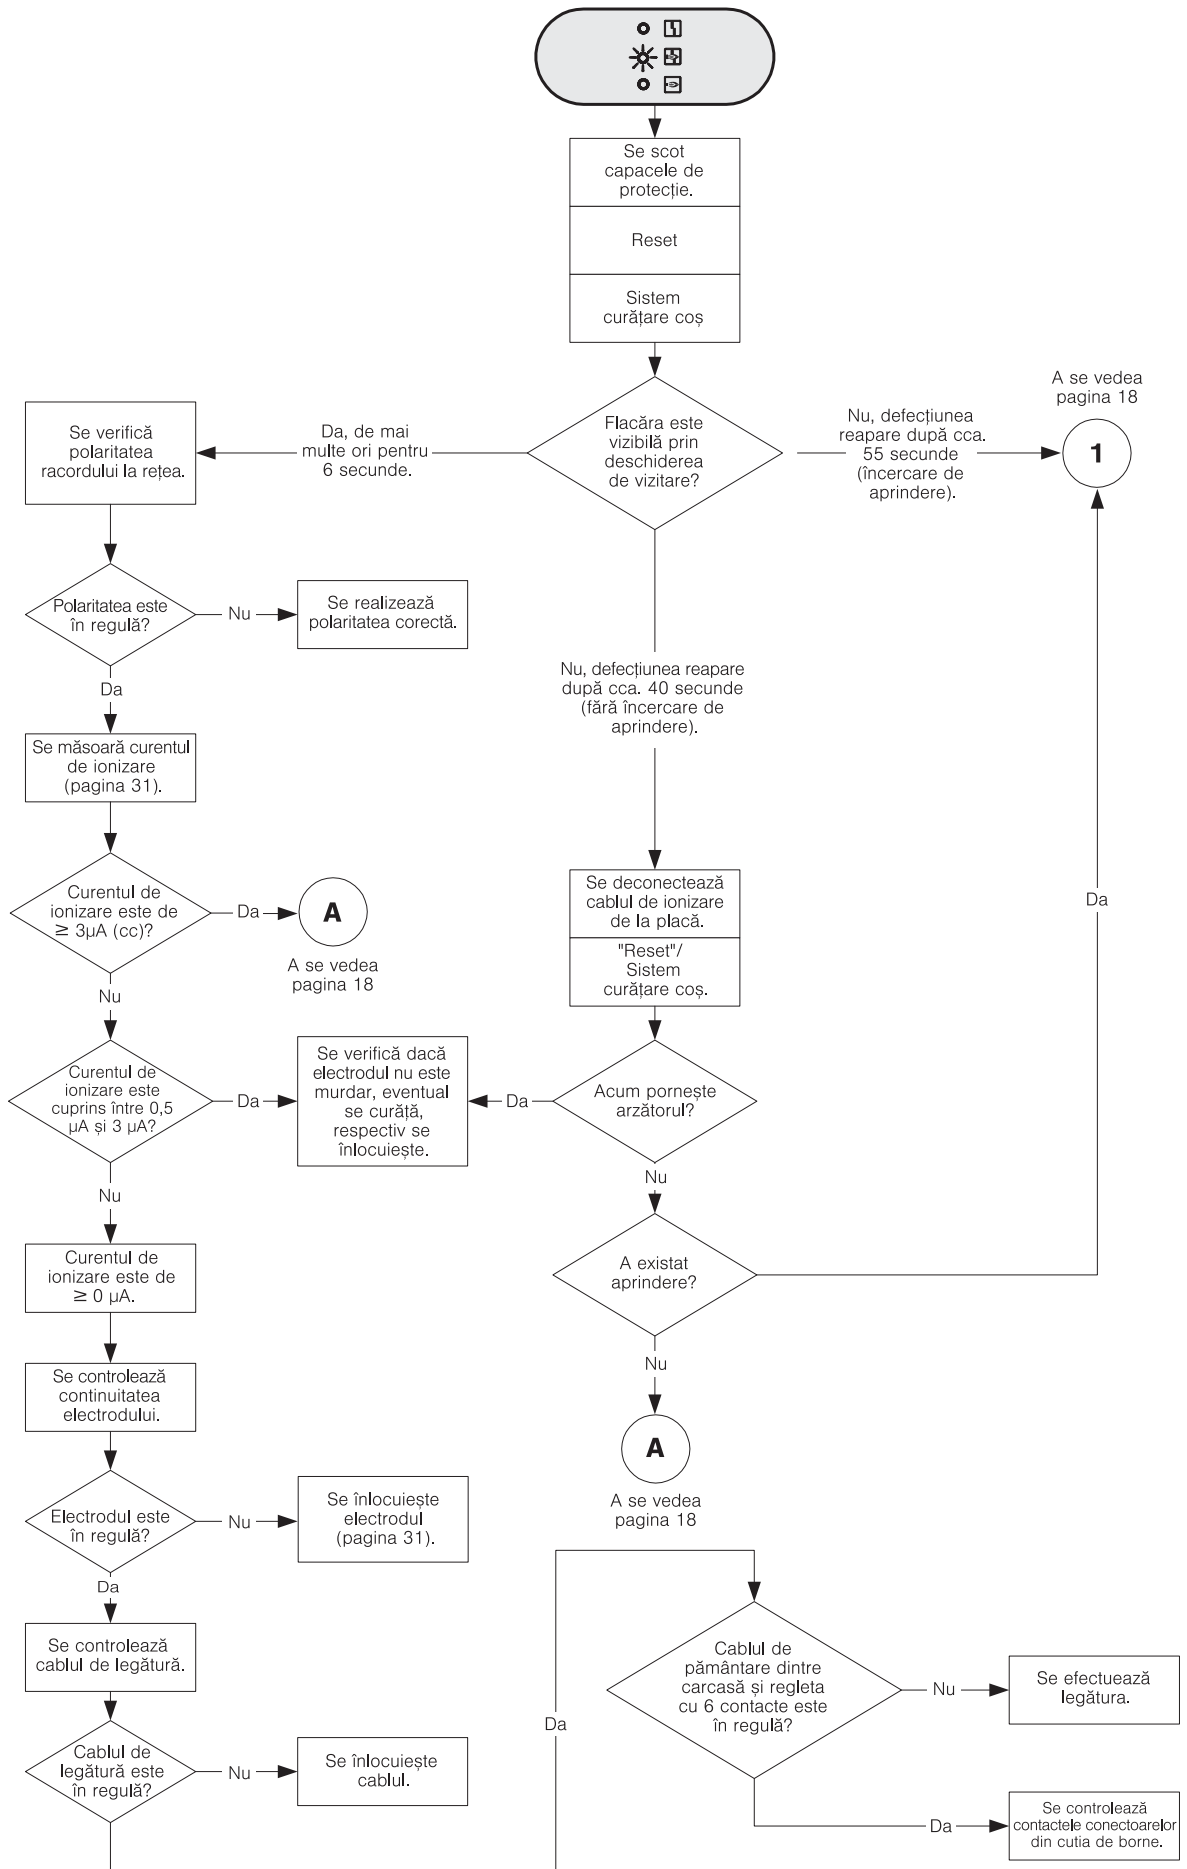 Se scot
capacele de
protecție.
Reset
Sistem
curățare coș
Flacăra este
vizibilă prin
deschiderea
de vizitare?
Da, de mai
multe ori pentru
6 secunde.
Nu, defecțiunea
reapare după cca.
55 secunde
(încercare de
aprindere).
A se vedea
pagina 18
1
Se verifică
polaritatea
racordului la rețea.
Polaritatea este
în regulă?
Nu
Se realizează
polaritatea corectă.
Da
Se măsoară curentul
de ionizare
(pagina 31).
Curentul de
ionizare este de
≥ 3µA (cc)?
Da
A
A se vedea
pagina 18
Nu
Curentul de
ionizare este
cuprins între 0,5
µA și 3 µA?
Da
Se verifică dacă
electrodul nu este
murdar, eventual
se curăță,
respectiv se
înlocuiește.
Nu
Curentul de
ionizare este de
≥ 0 µA.
Se controlează
continuitatea
electrodului.
Electrodul este
în regulă?
Nu
Se înlocuiește
electrodul
(pagina 31).
Da
Se controlează
cablul de legătură.
Cablul de
legătură este
în regulă?
Nu
Se înlocuiește
cablul.
Nu, defecțiunea reapare
după cca. 40 secunde
(fără încercare de
aprindere).
Se deconectează
cablul de ionizare
de la placă.
"Reset"/
Sistem
curățare coș.
Acum pornește
arzătorul?
Da
Nu
A existat
aprindere?
Da
Nu
A
A se vedea
pagina 18
Da
Cablul de
pământare dintre
carcasă și regleta
cu 6 contacte este
în regulă?
Nu
Se efectuează
legătura.
Da
Se controlează
contactele conectoarelor
din cutia de borne.